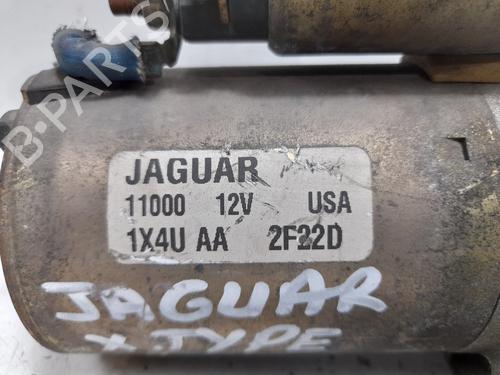 JAGUAR
11000 12V USA
1X4U AA 2F22D
JAGUAR
X TYPE
B-PARTS